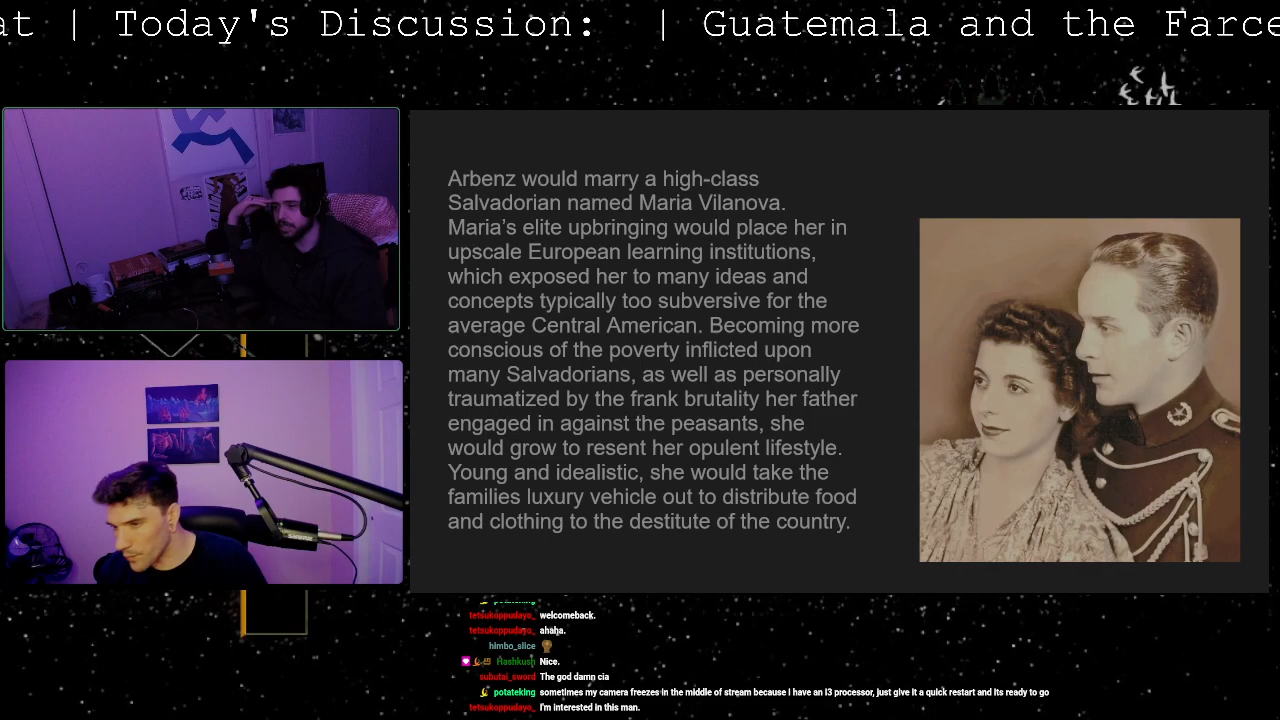 at | Today's Discussion: | Guatemala and the Farce
Arbenz would marry a high-class
Salvadorian named Maria Vilanova.
Maria's elite upbringing would place her in
upscale European learning institutions,
which exposed her to many ideas and
concepts typically too subversive for the
average Central American. Becoming more
conscious of the poverty inflicted upon
many Salvadorians, as well as personally
traumatized by the frank brutality her father
engaged in against the peasants, she
would grow to resent her opulent lifestyle.
Young and idealistic, she would take the
families luxury vehicle out to distribute food
and clothing to the destitute of the country.
SHURE
potateking
tetsukoppudayo_ welcomeback.
tetsukoppudayo_ ahaha.
himbo_slice
Hashkush Nice.
subutai_sword The god damn cia
potateking sometimes my camera freezes in the middle of stream because I have an I3 processor, just give it a quick restart and its ready to go
tetsukoppudayo_ I'm interested in this man.